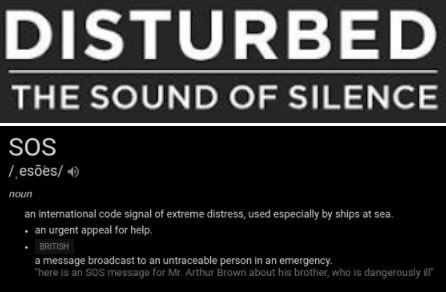 DISTURBED
THE SOUND OF SILENCE
SOS
/ˌesōˈes/
noun
an international code signal of extreme distress, used especially by ships at sea.
• an urgent appeal for help.
• BRITISH
a message broadcast to an untraceable person in an emergency.
"here is an SOS message for Mr. Arthur Brown about his brother, who is dangerously ill"